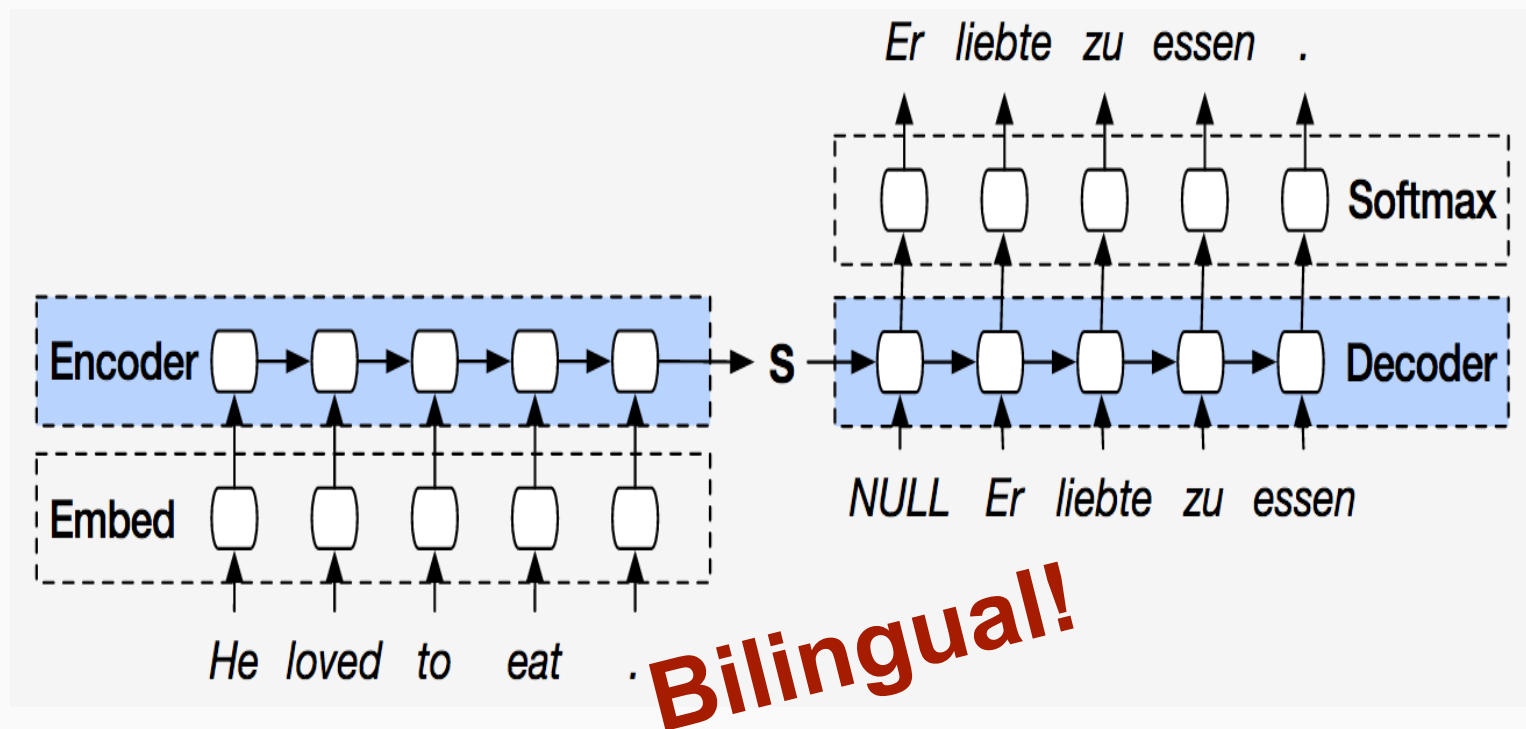 Er liebte zu essen .
Softmax
Encoder
S
Decoder
Embed
NULL Er liebte zu essen
He loved to eat .
Bilingual!